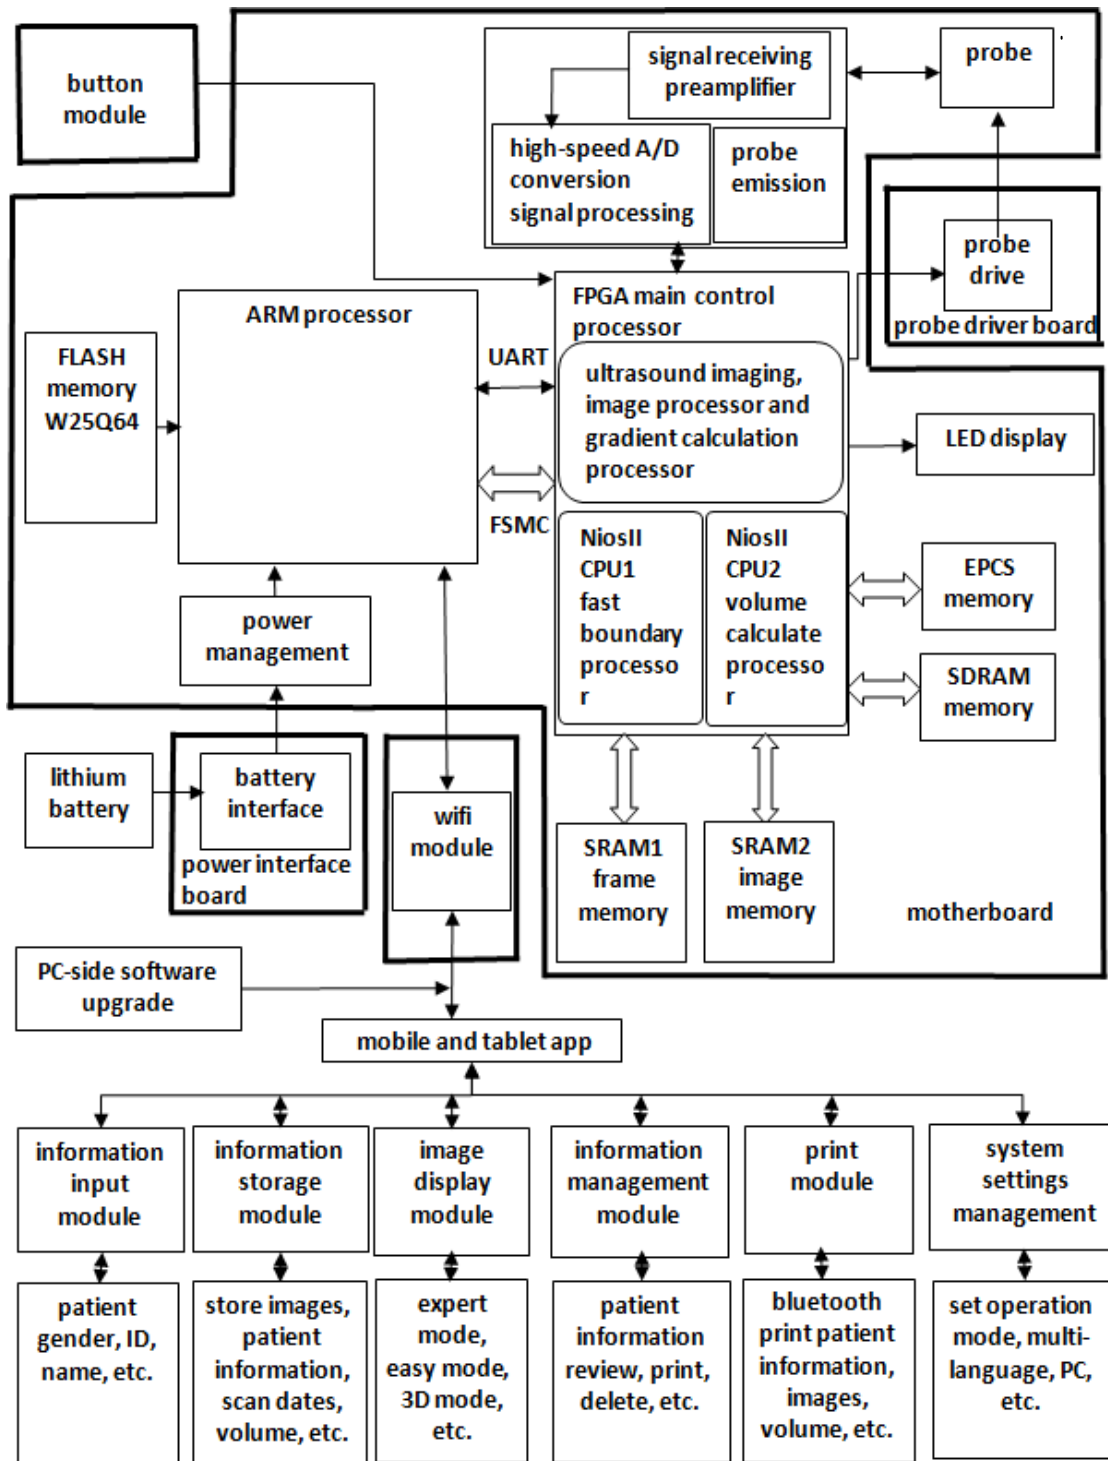 button
module
signal receiving
preamplifier
probe
high-speed A/D
conversion
signal processing
probe
emission
probe
drive
probe driver board
FPGA main control
processor
ARM processor
UART
FSMC
FLASH
memory
W25Q64
ultrasound imaging,
image processor and
gradient calculation
processor
LED display
NiosII
CPU1
fast
boundary
processo
r
NiosII
CPU2
volume
calculate
processo
r
EPCS
memory
SDRAM
memory
power
management
lithium
battery
battery
interface
power interface
board
wifi
module
SRAM1
frame
memory
SRAM2
image
memory
motherboard
PC-side software
upgrade
mobile and tablet app
information
input
module
information
storage
module
image
display
module
information
management
module
print
module
system
settings
management
patient
gender, ID,
name, etc.
store images,
patient
information,
scan dates,
volume, etc.
expert
mode,
easy mode,
3D mode,
etc.
patient
information
review, print,
delete, etc.
bluetooth
print patient
information,
images,
volume, etc.
set operation
mode, multi-
language, PC,
etc.